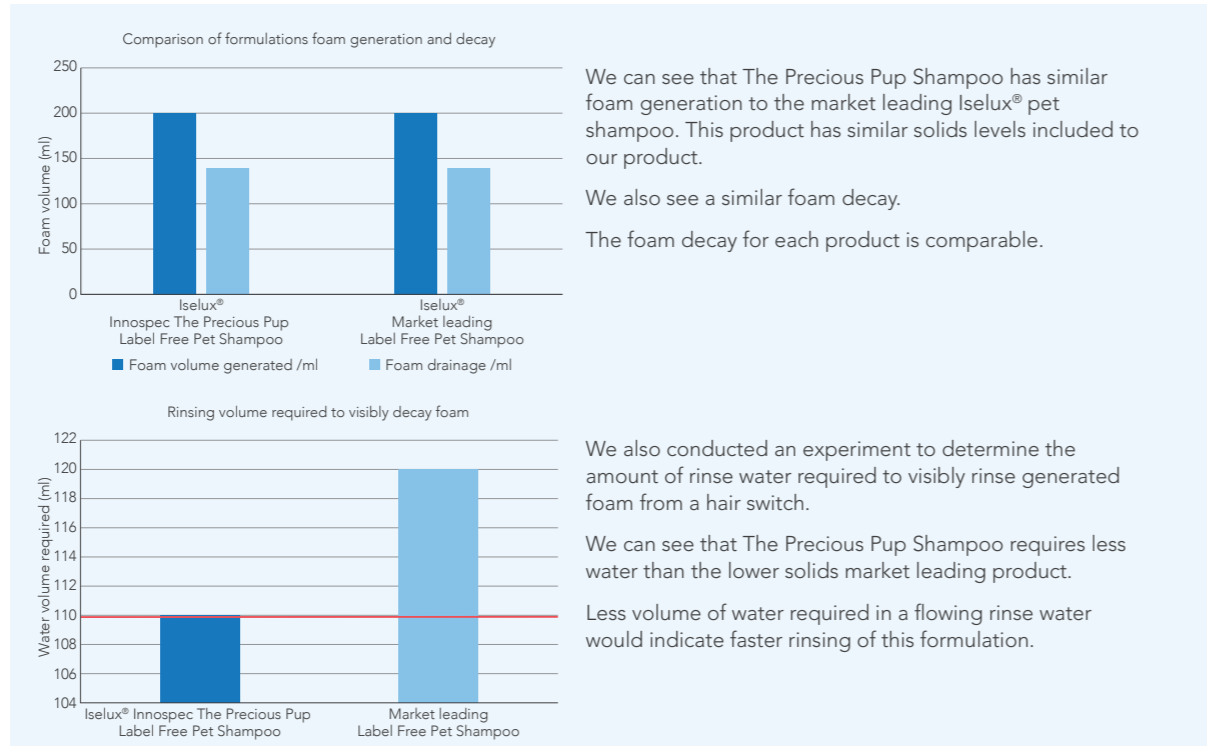 Comparison of formulations foam generation and decay
Foam volume (ml)
250
200
150
100
50
0
Iselux®
Innospec The Precious Pup
Label Free Pet Shampoo
Iselux®
Market leading
Label Free Pet Shampoo
Foam volume generated /ml
Foam drainage /ml
We can see that The Precious Pup Shampoo has similar
foam generation to the market leading Iselux® pet
shampoo. This product has similar solids levels included to
our product.
We also see a similar foam decay.
The foam decay for each product is comparable.
Rinsing volume required to visibly decay foam
Water volume required (ml)
122
120
118
116
114
112
110
108
106
104
Iselux® Innospec The Precious Pup
Label Free Pet Shampoo
Market leading
Label Free Pet Shampoo
We also conducted an experiment to determine the
amount of rinse water required to visibly rinse generated
foam from a hair switch.
We can see that The Precious Pup Shampoo requires less
water than the lower solids market leading product.
Less volume of water required in a flowing rinse water
would indicate faster rinsing of this formulation.